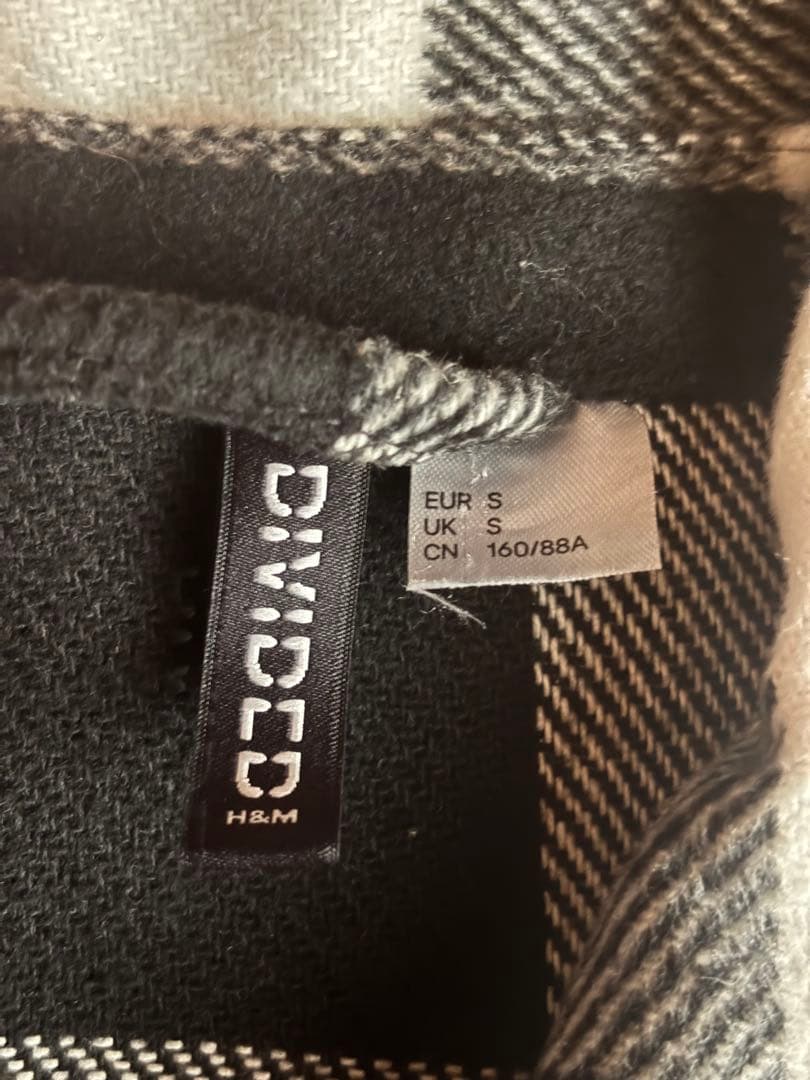 DIVIDED
H&M
EUR S
UK S
CN 160/88A